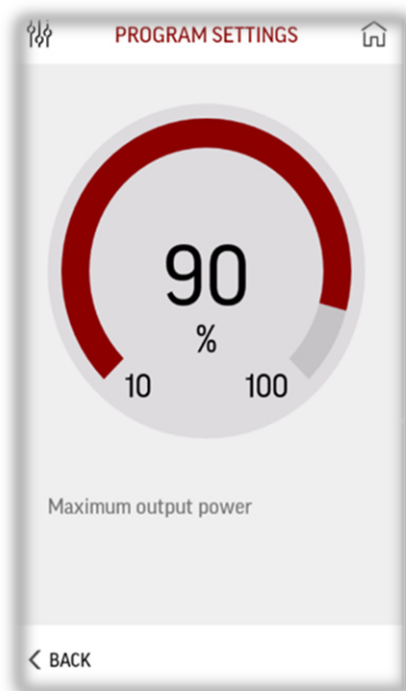 PROGRAM SETTINGS
90
%
10 100
Maximum output power
BACK